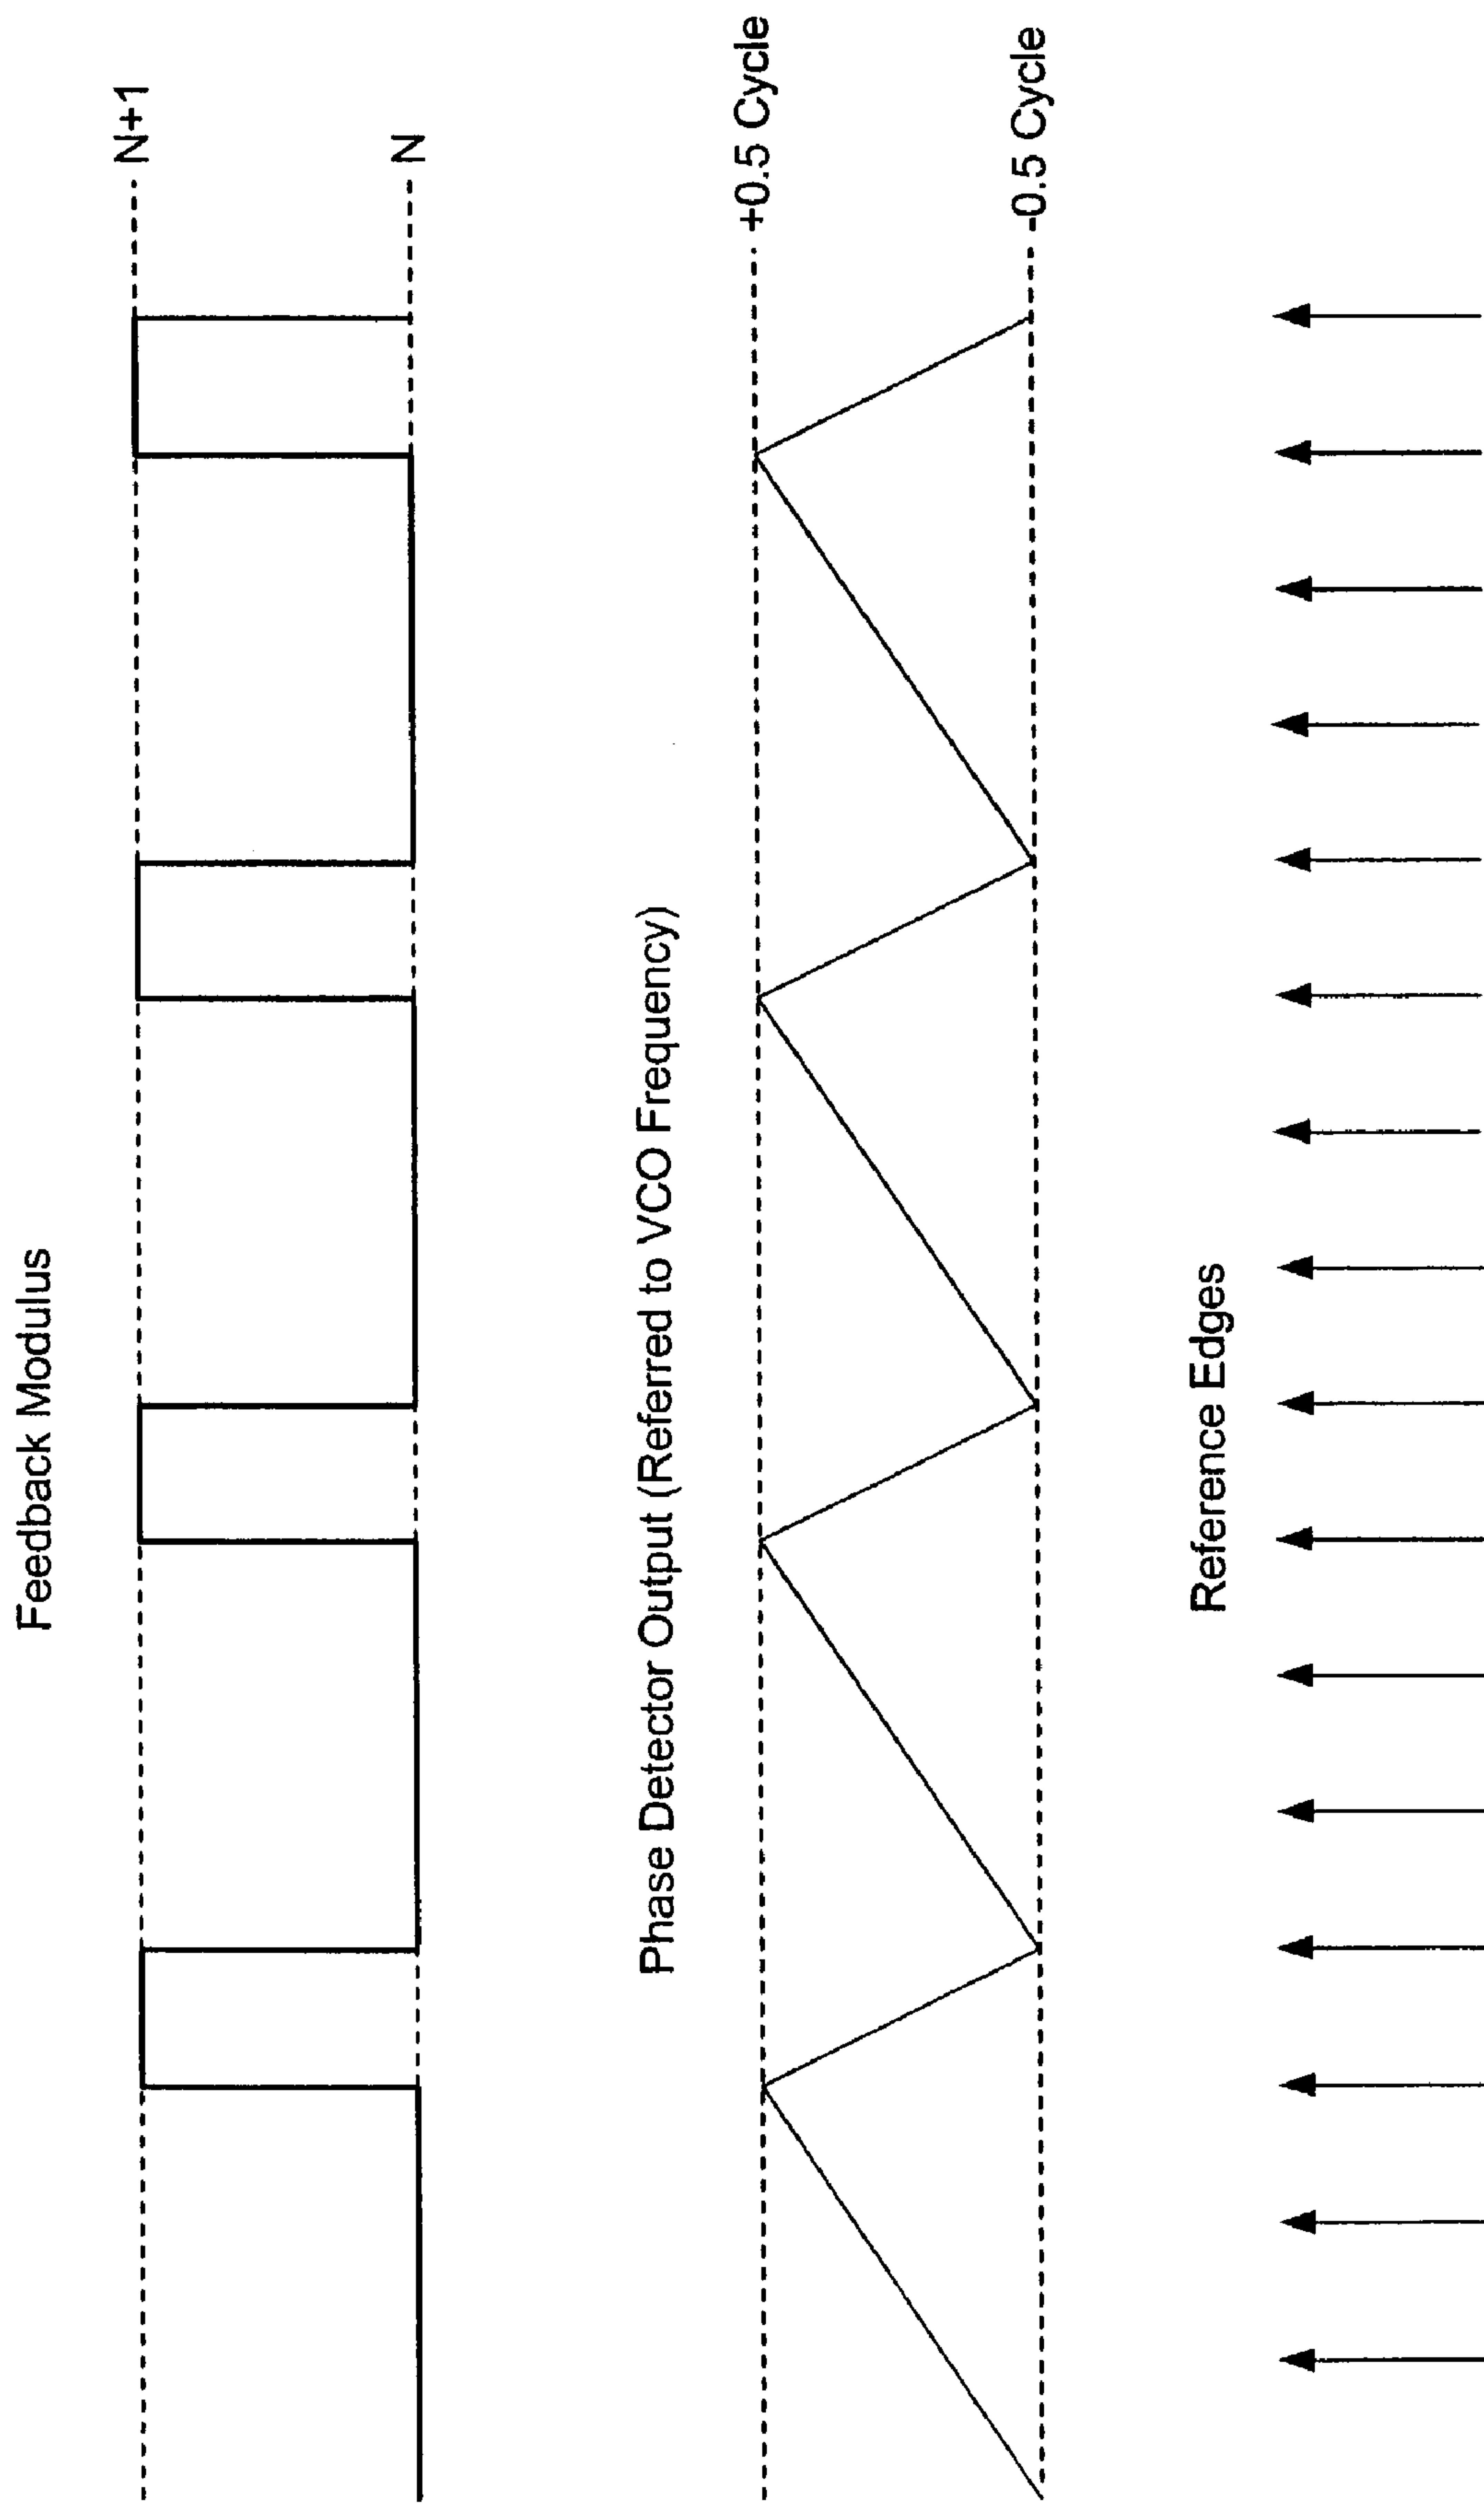 Feedback Modulus
N+1
N
Phase Detector Output (Referred to VCO Frequency)
+0.5 Cycle
-0.5 Cycle
Reference Edges